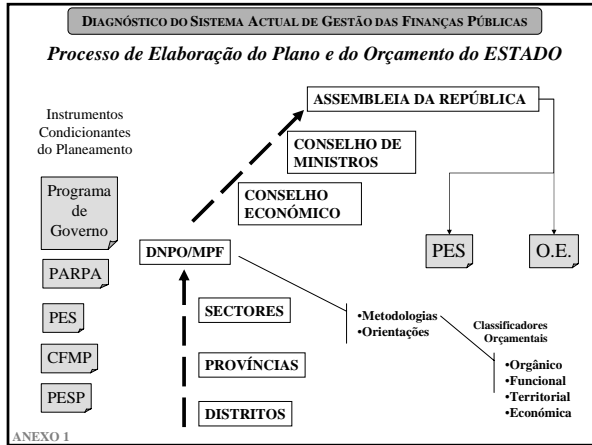 DIAGNÓSTICO DO SISTEMA ACTUAL DE GESTÃO DAS FINANÇAS PÚBLICAS
Processo de Elaboração do Plano e do Orçamento do ESTADO
Instrumentos
Condicionantes
do Planeamento
Programa
de
Governo
PARPA
PES
CFMP
PESP
ASSEMBLEIA DA REPÚBLICA
CONSELHO DE
MINISTROS
CONSELHO
ECONÓMICO
DNPO/MPF
SECTORES
PROVÍNCIAS
DISTRITOS
PES
O.E.
•Metodologias
•Orientações
Classificadores
Orçamentais
•Orgânico
•Funcional
•Territorial
•Económica
ANEXO 1